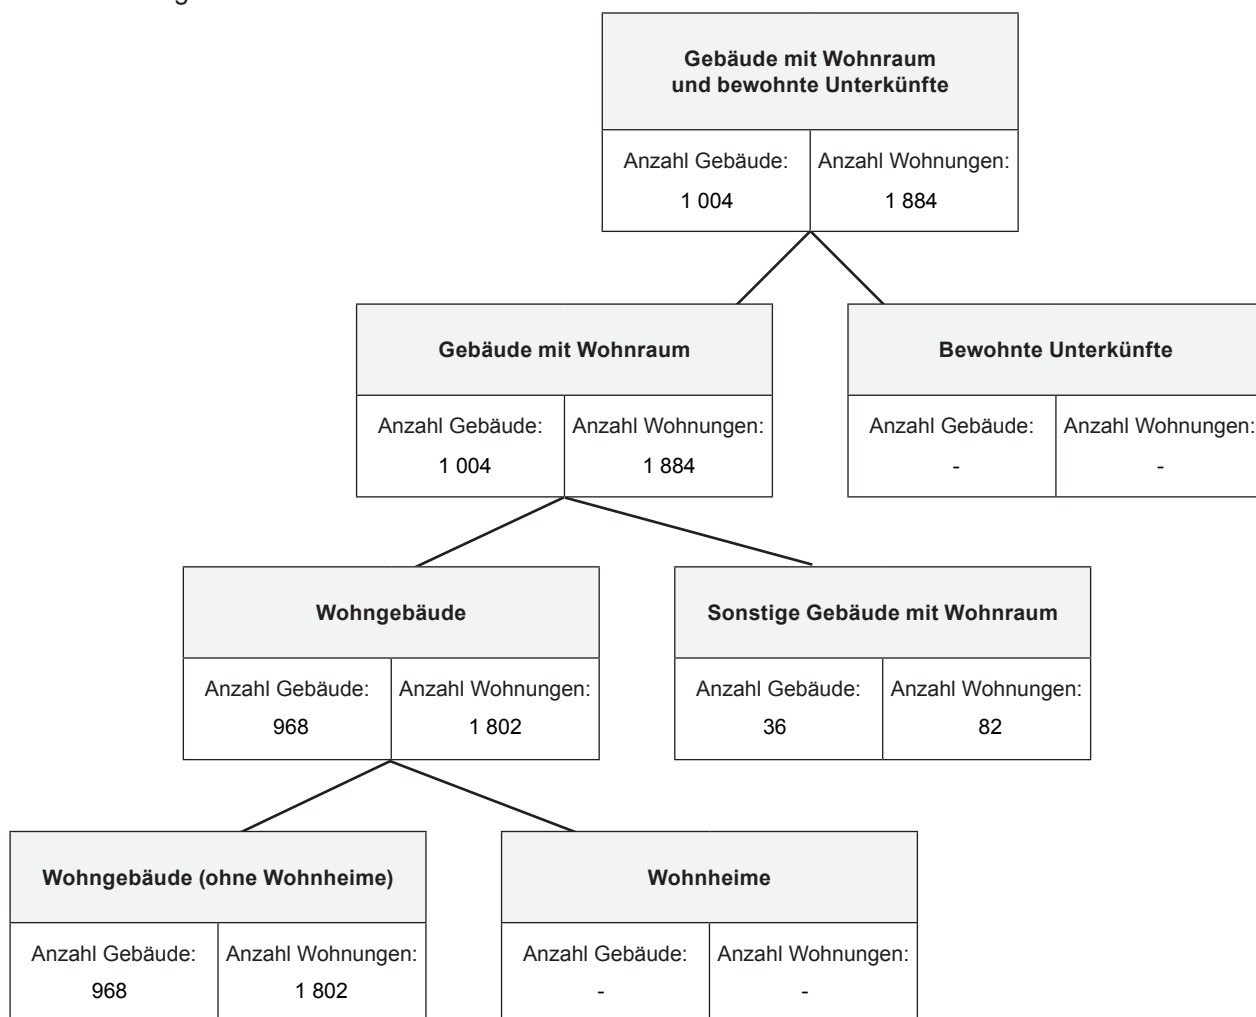 Gebäude mit Wohnraum
und bewohnte Unterkünfte
Anzahl Gebäude: Anzahl Wohnungen:
1 004 1 884
Gebäude mit Wohnraum
Anzahl Gebäude: Anzahl Wohnungen:
1 004 1 884
Bewohnte Unterkünfte
Anzahl Gebäude: Anzahl Wohnungen:
- -
Wohngebäude
Anzahl Gebäude: Anzahl Wohnungen:
968 1 802
Sonstige Gebäude mit Wohnraum
Anzahl Gebäude: Anzahl Wohnungen:
36 82
Wohngebäude (ohne Wohnheime)
Anzahl Gebäude: Anzahl Wohnungen:
968 1 802
Wohnheime
Anzahl Gebäude: Anzahl Wohnungen:
- -